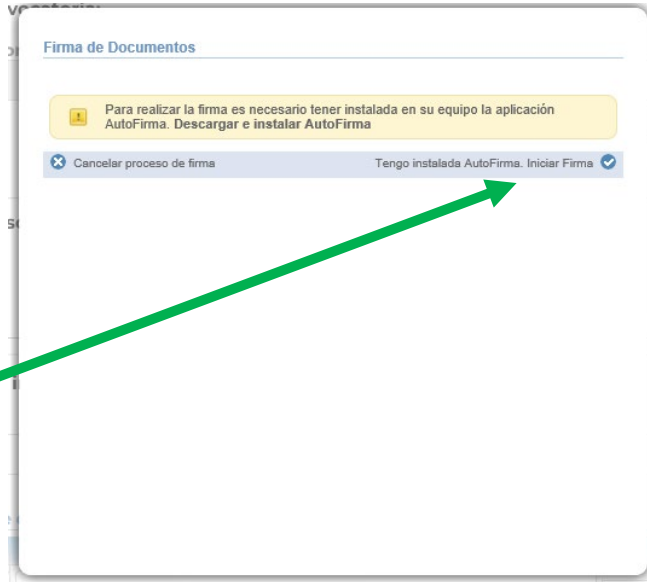 Firma de Documentos
Para realizar la firma es necesario tener instalada en su equipo la aplicación
AutoFirma. Descargar e instalar AutoFirma
Cancelar proceso de firma
Tengo instalada AutoFirma. Iniciar Firma